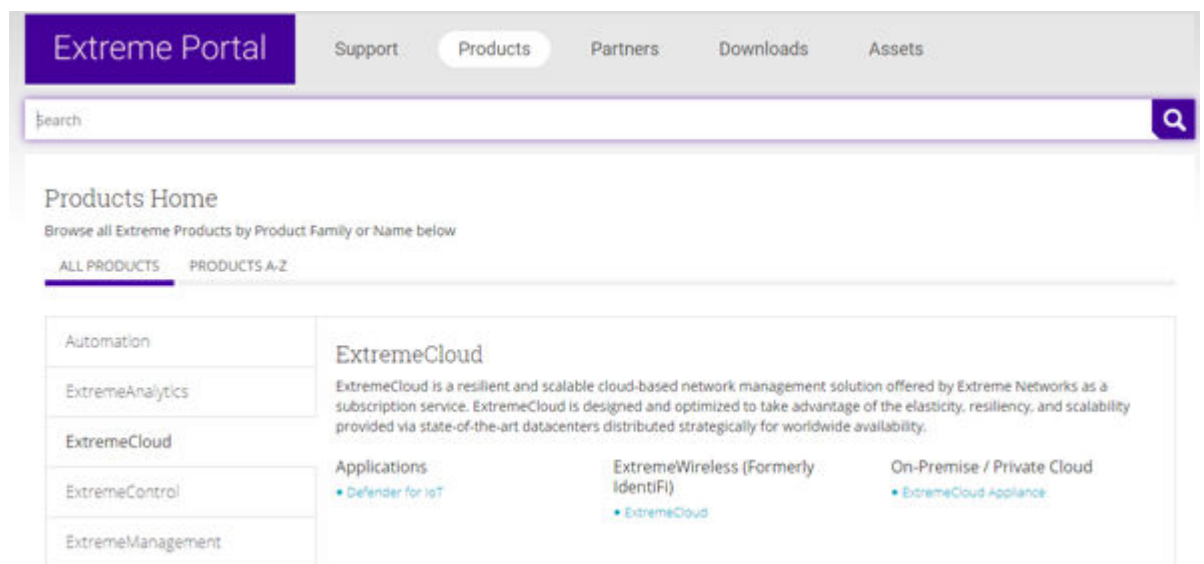 Extreme Portal
Support
Products
Partners
Downloads
Assets
Search
Products Home
Browse all Extreme Products by Product Family or Name below
ALL PRODUCTS
PRODUCTS A-Z
Automation
ExtremeAnalytics
ExtremeCloud
ExtremeControl
ExtremeManagement
ExtremeCloud
ExtremeCloud is a resilient and scalable cloud-based network management solution offered by Extreme Networks as a
subscription service. ExtremeCloud is designed and optimized to take advantage of the elasticity, resiliency, and scalability
provided via state-of-the-art datacenters distributed strategically for worldwide availability.
Applications
• Defender for IoT
ExtremeWireless (Formerly
IdentiFi)
• ExtremeCloud
On-Premise / Private Cloud
• ExtremeCloud Appliance